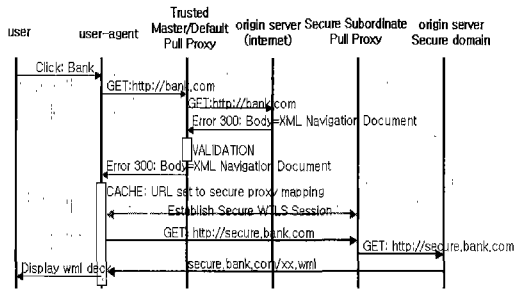 user
user-agent
Trusted
Master/Default
Pull Proxy
origin server
(internet)
Secure Subordinate
Pull Proxy
origin server
Secure domain
Click: Bank
GET:http://bank.com
GET:http://bank.com
Error 300: Body=XML Navigation Document
VALIDATION
Error 300: Body=XML Navigation Document
CACHE: URL set to secure proxy mapping
Establish Secure WTLS Session
GET: http://secure.bank.com
GET: http://secure.bank.com
secure.bank.com/xx.wml
Display wml deck